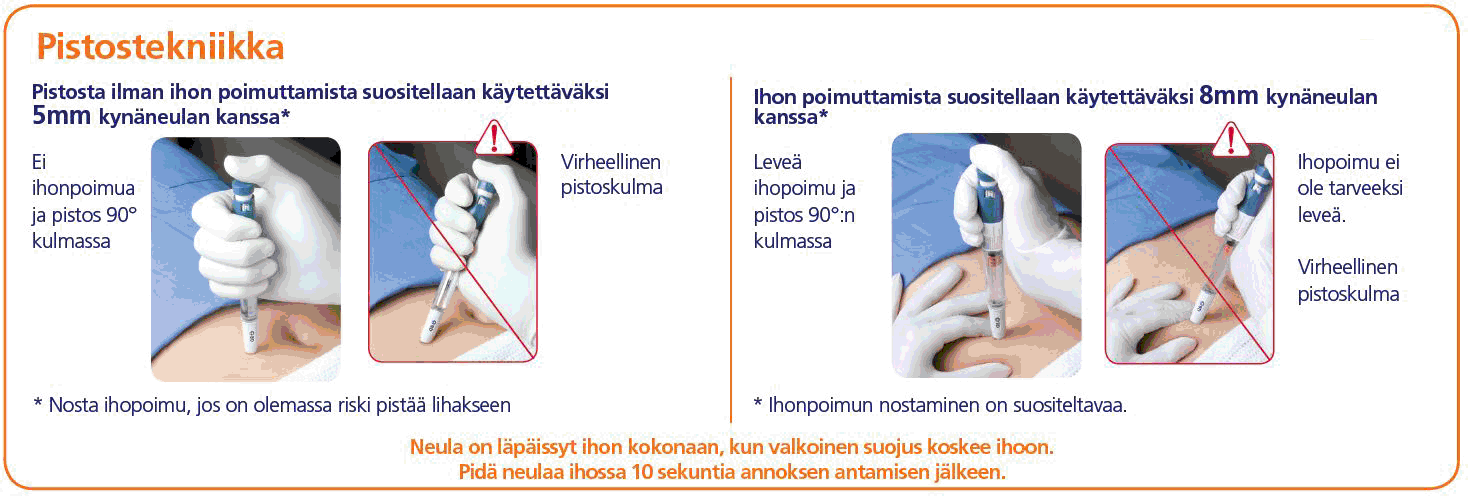 Pistostekniikka
Pistosta ilman ihon poimuttamista suositellaan käytettäväksi
5mm kynäneulan kanssa*
Ei
ihonpoimua
ja pistos 90°
kulmassa
Virheellinen
pistoskulma
* Nosta ihopoimu, jos on olemassa riski pistää lihakseen
Ihon poimuttamista suositellaan käytettäväksi 8mm kynäneulan
kanssa*
Leveä
ihopoimu ja
pistos 90°:n
kulmassa
Ihopoimu ei
ole tarveeksi
leveä.
Virheellinen
pistoskulma
* Ihonpoimun nostaminen on suositeltavaa.
Neula on läpäissyt ihon kokonaan, kun valkoinen suojus koskee ihoon.
Pidä neulaa ihossa 10 sekuntia annoksen antamisen jälkeen.